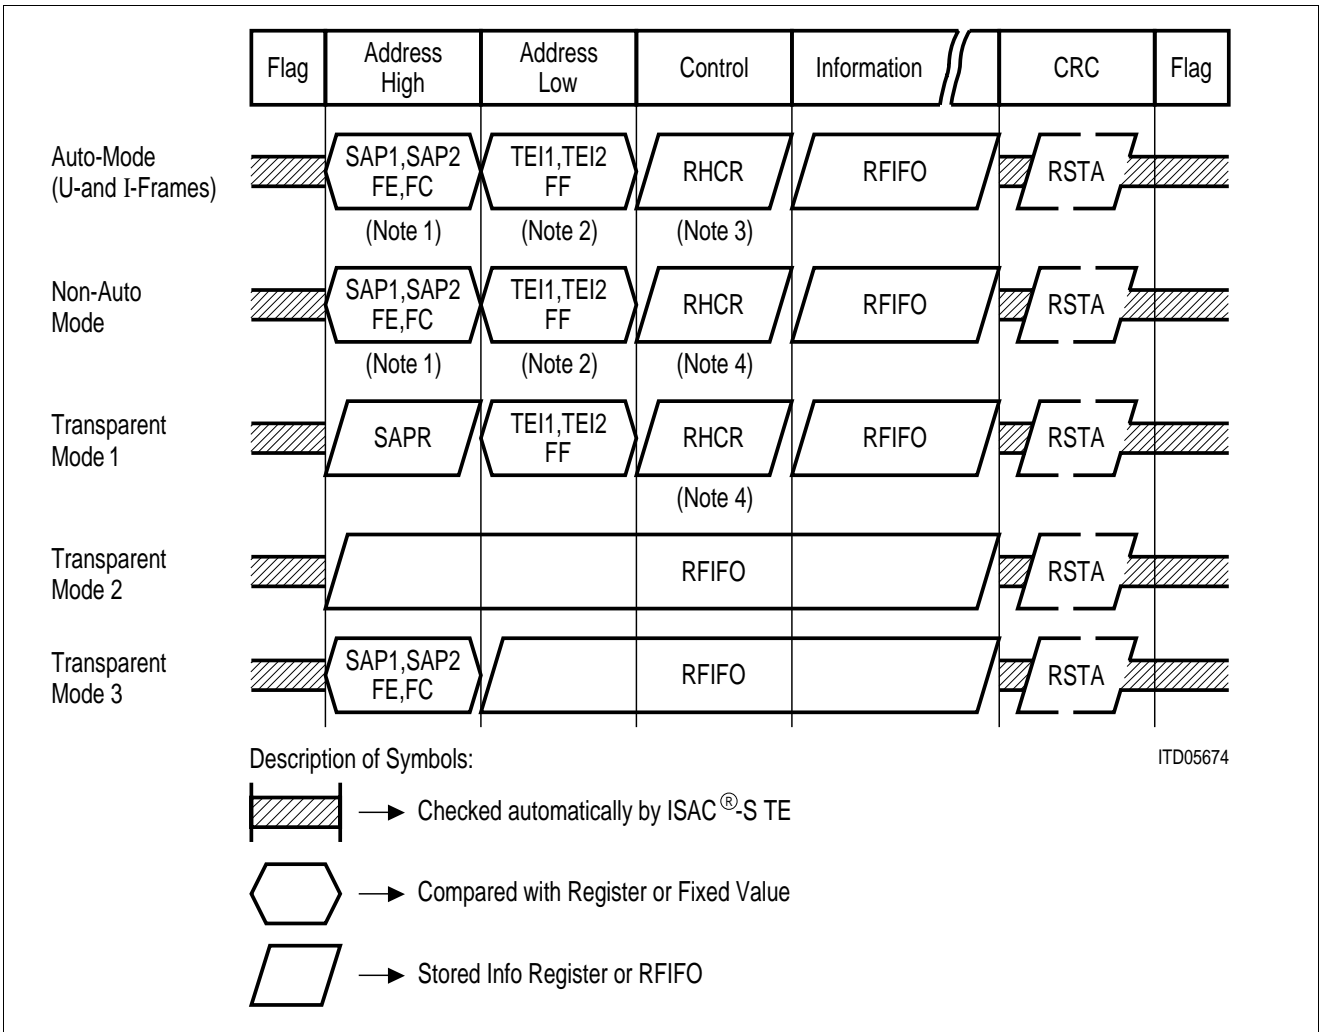 Flag
Address
High
Address
Low
Control
Information
CRC
Flag
Auto-Mode
(U-and I-Frames)
SAP1,SAP2
FE,FC
TEI1,TEI2
FF
RHCR
RFIFO
RSTA
(Note 1)
(Note 2)
(Note 3)
Non-Auto
Mode
SAP1,SAP2
FE,FC
TEI1,TEI2
FF
RHCR
RFIFO
RSTA
(Note 1)
(Note 2)
(Note 4)
Transparent
Mode 1
SAPR
TEI1,TEI2
FF
RHCR
RFIFO
RSTA
(Note 4)
Transparent
Mode 2
RFIFO
RSTA
Transparent
Mode 3
SAP1,SAP2
FE,FC
RFIFO
RSTA
Description of Symbols:
ITD05674
Checked automatically by ISAC®-S TE
Compared with Register or Fixed Value
Stored Info Register or RFIFO